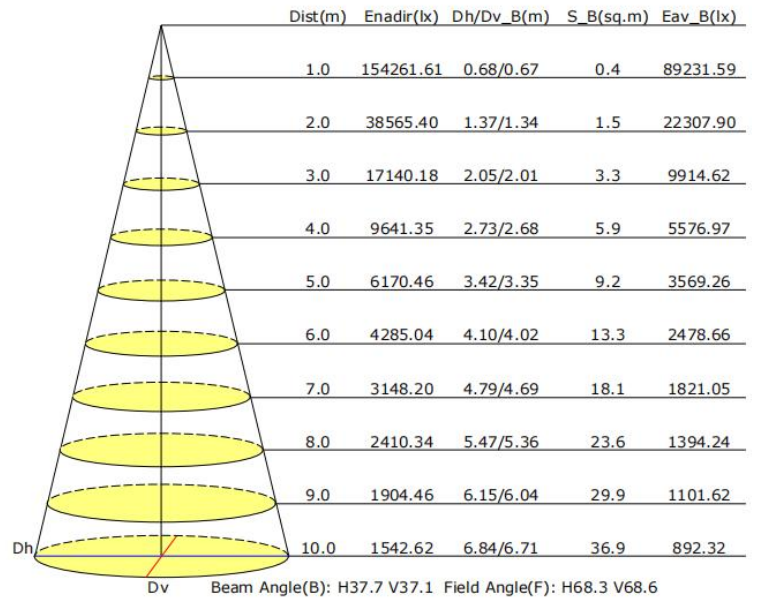 Dist(m) Enadir(lx) Dh/Dv_B(m) S_B(sq.m) Eav_B(lx)
1.0 154261.61 0.68/0.67 0.4 89231.59
2.0 38565.40 1.37/1.34 1.5 22307.90
3.0 17140.18 2.05/2.01 3.3 9914.62
4.0 9641.35 2.73/2.68 5.9 5576.97
5.0 6170.46 3.42/3.35 9.2 3569.26
6.0 4285.04 4.10/4.02 13.3 2478.66
7.0 3148.20 4.79/4.69 18.1 1821.05
8.0 2410.34 5.47/5.36 23.6 1394.24
9.0 1904.46 6.15/6.04 29.9 1101.62
Dh 10.0 1542.62 6.84/6.71 36.9 892.32
Dv Beam Angle(B): H37.7 V37.1 Field Angle(F): H68.3 V68.6